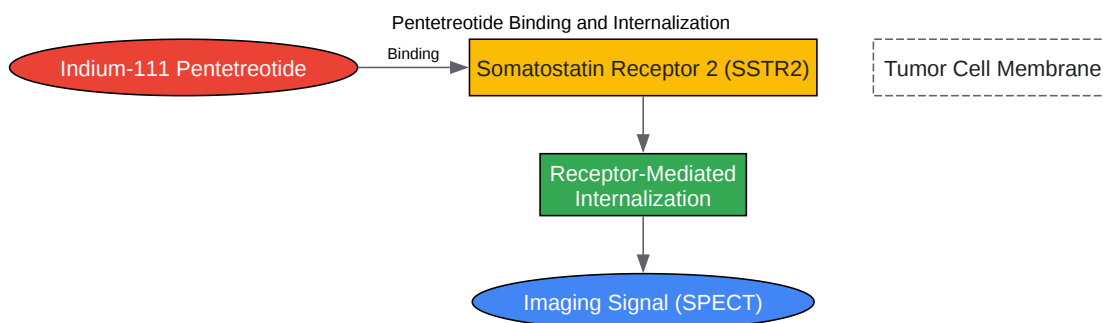 Pentetreotide Binding and Internalization
Indium-111 Pentetreotide
Binding
Somatostatin Receptor 2 (SSTR2)
Tumor Cell Membrane
Receptor-Mediated
Internalization
Imaging Signal (SPECT)